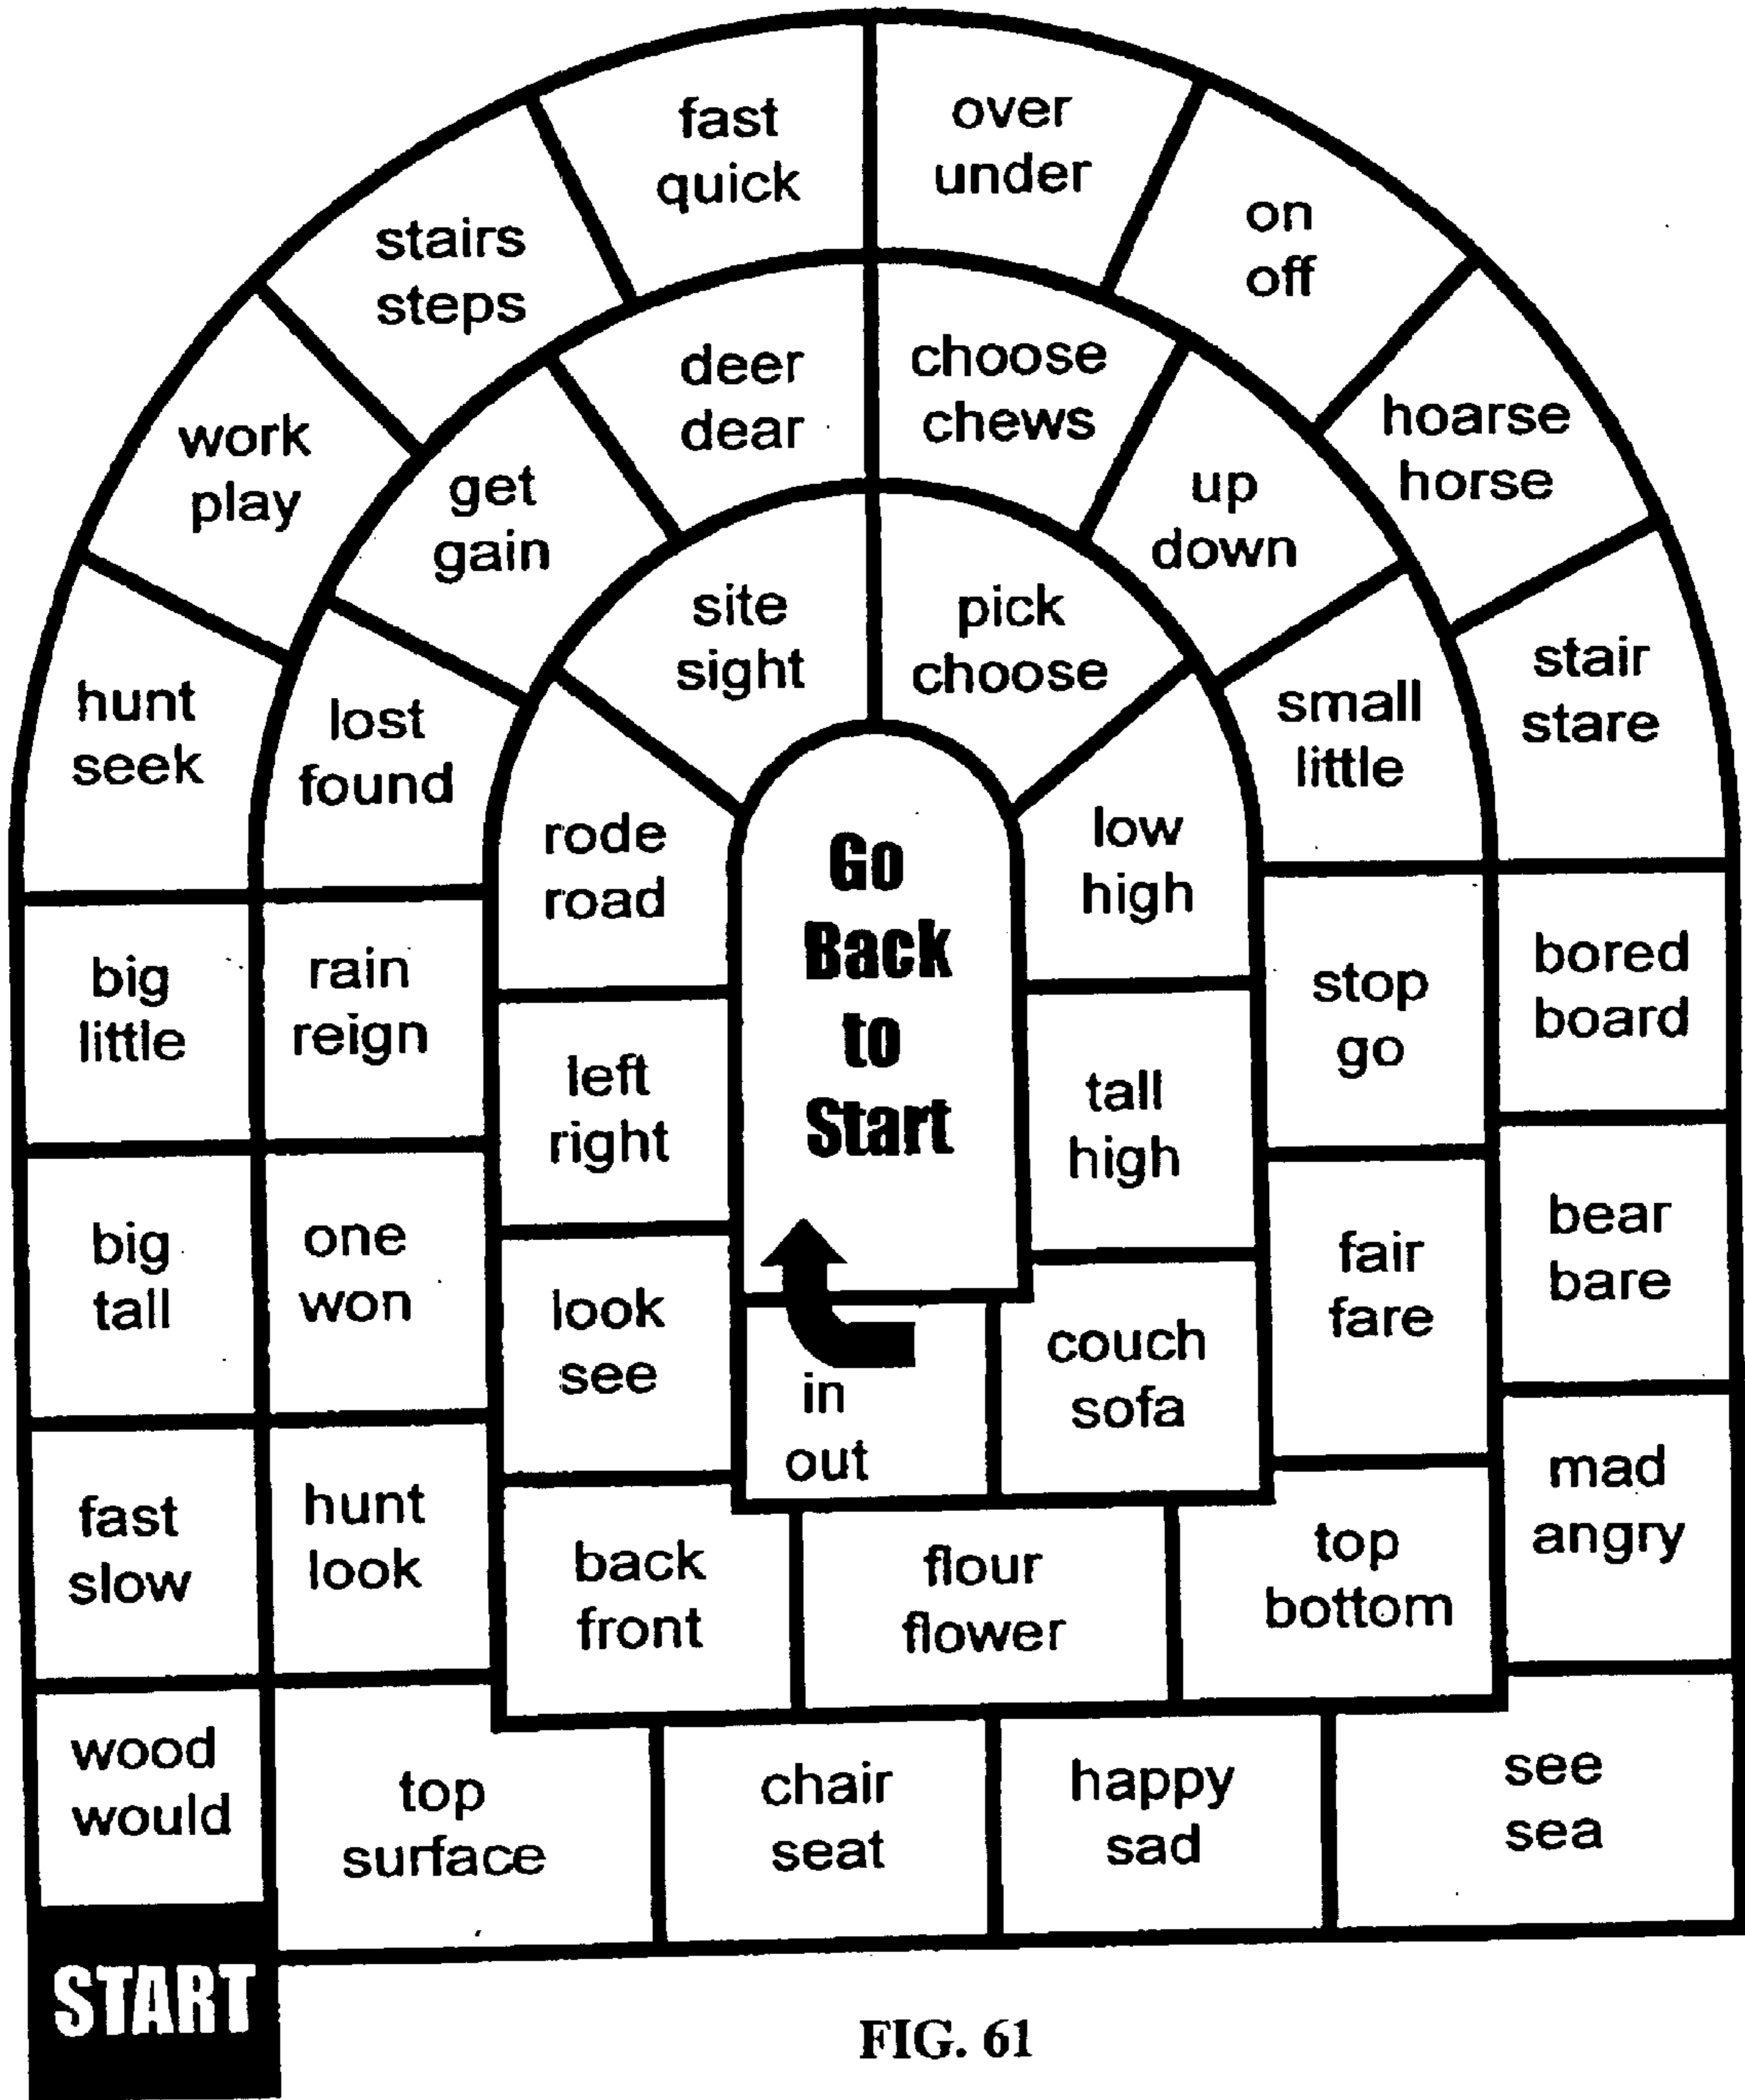 fast
quick
over
under
on
off
stairs
steps
deer
dear
choose
chews
hoarse
horse
work
play
get
gain
up
down
site
sight
pick
choose
hunt
seek
lost
found
small
little
stair
stare
rode
road
Go
Back
to
Start
low
high
big
little
rain
reign
stop
go
bored
board
left
right
tall
high
big
tall
one
won
look
see
in
out
couch
sofa
fair
fare
bear
bare
fast
slow
hunt
look
back
front
flour
flower
top
bottom
mad
angry
wood
would
top
surface
chair
seat
happy
sad
see
sea
START
FIG. 61